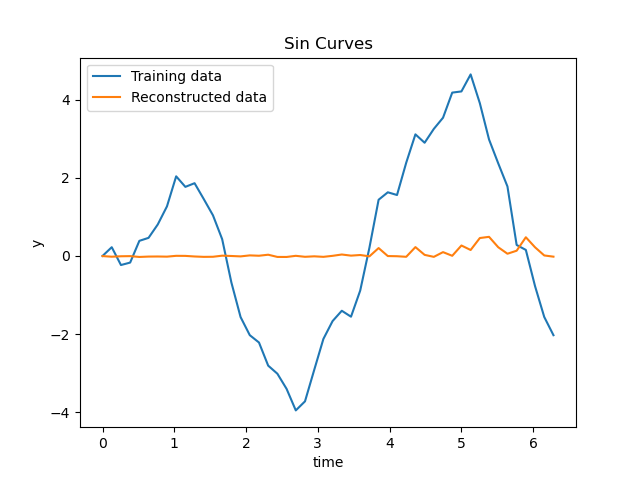 Sin Curves
Training data
Reconstructed data
4
2
0
−2
−4
y
0 1 2 3 4 5 6
time